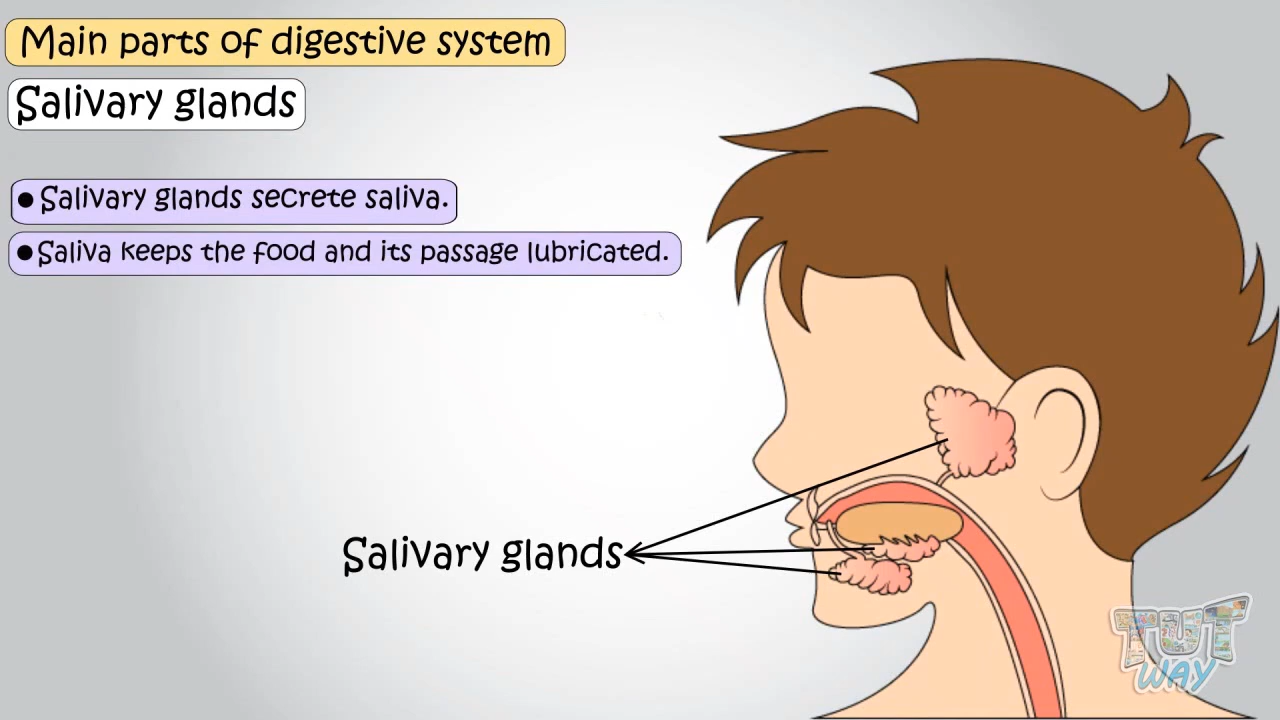 Main parts of digestive system
Salivary glands
● Salivary glands secrete saliva.
● Saliva keeps the food and its passage lubricated.
Salivary glands
TUT
WAY